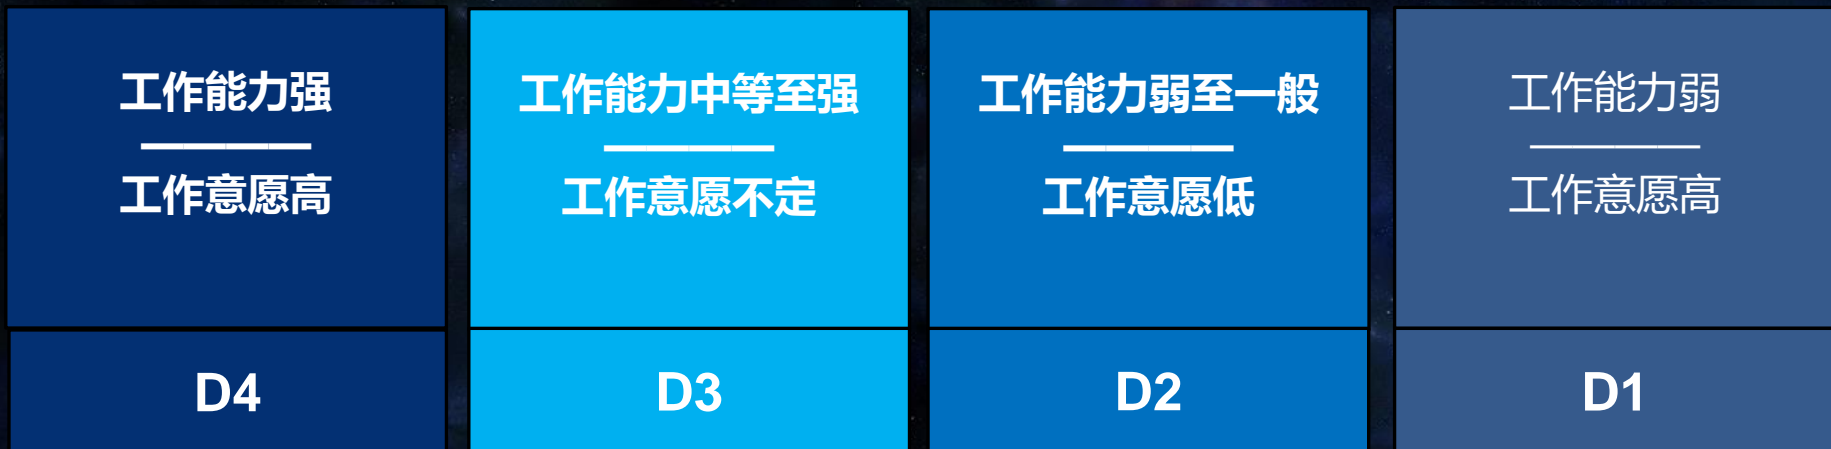 工作能力强
工作意愿高
D4
工作能力中等至强
工作意愿不定
D3
工作能力弱至一般
工作意愿低
D2
工作能力弱
工作意愿高
D1